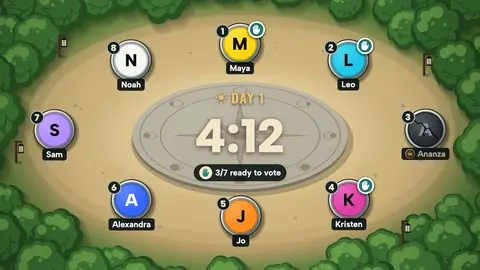 8
N
Noah
1
M
Maya
2
L
Leo
DAY 1
4:12
3/7 ready to vote
7
S
Sam
3
A
Ananza
6
A
Alexandra
5
J
Jo
4
K
Kristen